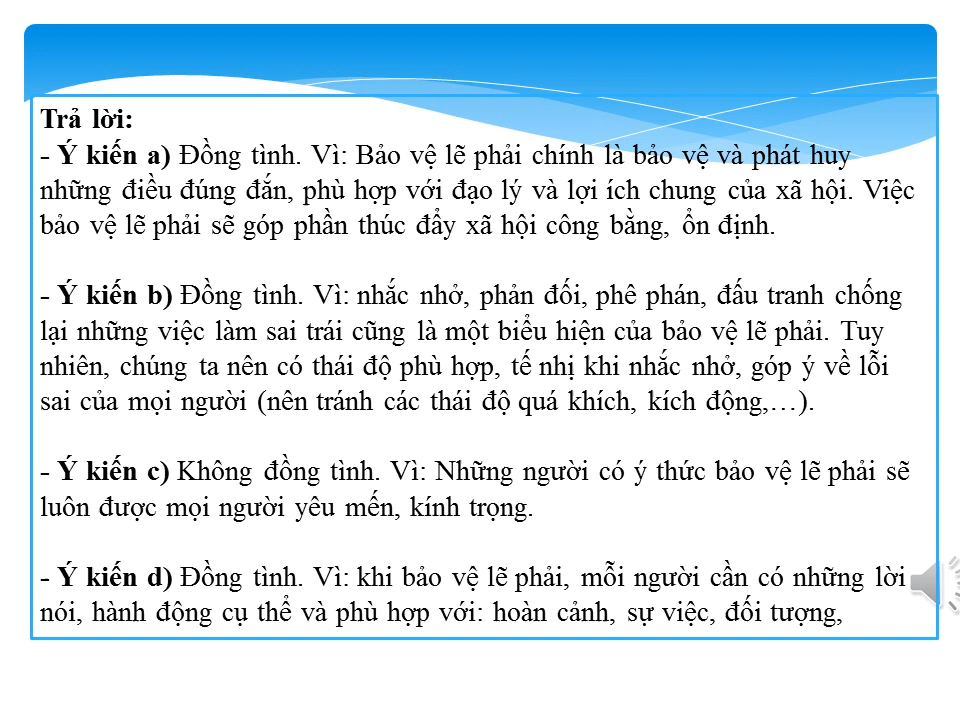 Trả lời:
- Ý kiến a) Đồng tình. Vì: Bảo vệ lẽ phải chính là bảo vệ và phát huy
những điều đúng đắn, phù hợp với đạo lý và lợi ích chung của xã hội. Việc
bảo vệ lẽ phải sẽ góp phần thúc đẩy xã hội công bằng, ổn định.
- Ý kiến b) Đồng tình. Vì: nhắc nhở, phản đối, phê phán, đấu tranh chống
lại những việc làm sai trái cũng là một biểu hiện của bảo vệ lẽ phải. Tuy
nhiên, chúng ta nên có thái độ phù hợp, tế nhị khi nhắc nhở, góp ý về lỗi
sai của mọi người (nên tránh các thái độ quá khích, kích động,…).
- Ý kiến c) Không đồng tình. Vì: Những người có ý thức bảo vệ lẽ phải sẽ
luôn được mọi người yêu mến, kính trọng.
- Ý kiến d) Đồng tình. Vì: khi bảo vệ lẽ phải, mỗi người cần có những lời
nói, hành động cụ thể và phù hợp với: hoàn cảnh, sự việc, đối tượng,